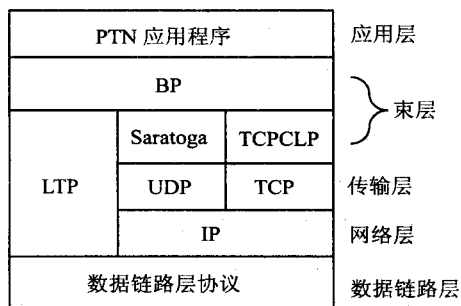 PTN 应用程序 应用层
BP
束层
Saratoga TCPCLP
LTP UDP TCP 传输层
IP 网络层
数据链路层协议 数据链路层